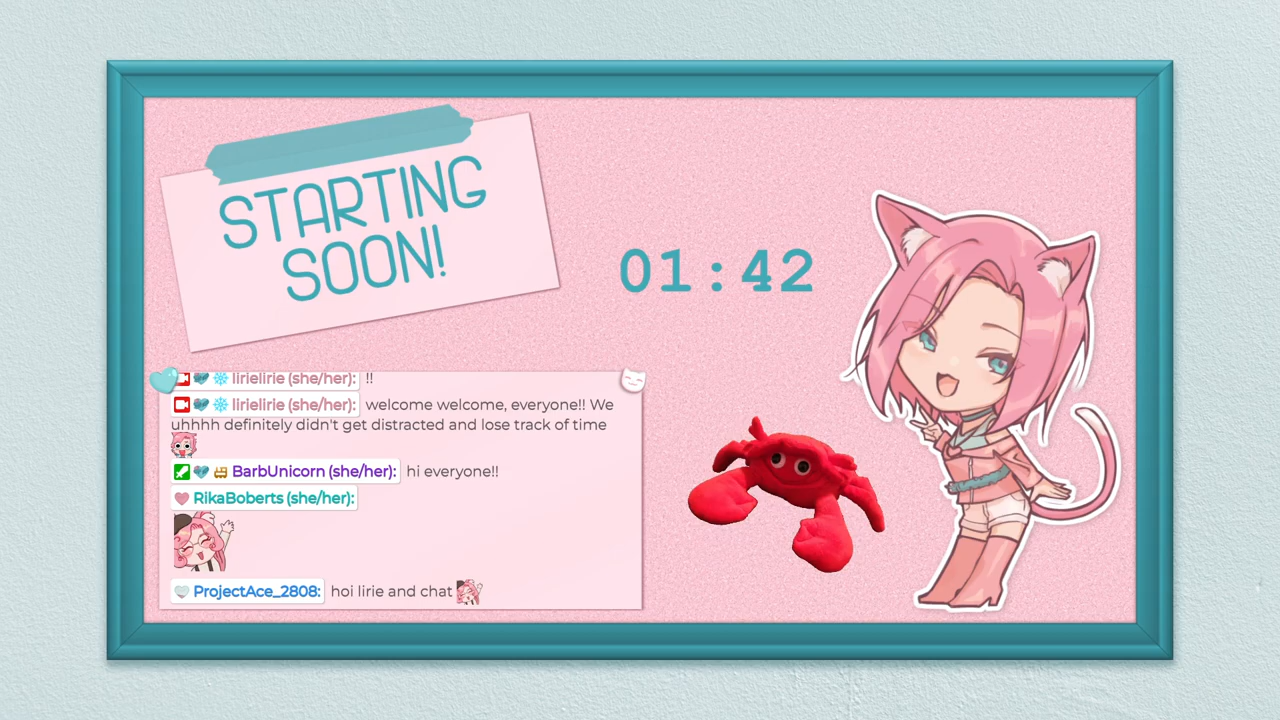 STARTING
SOON!
01:42
lirielirie (she/her): !!
lirielirie (she/her): welcome welcome, everyone!! We
uhhhh definitely didn't get distracted and lose track of time
BarbUnicorn (she/her): hi everyone!!
RikaBoberts (she/her):
ProjectAce_2808: hoi lirie and chat